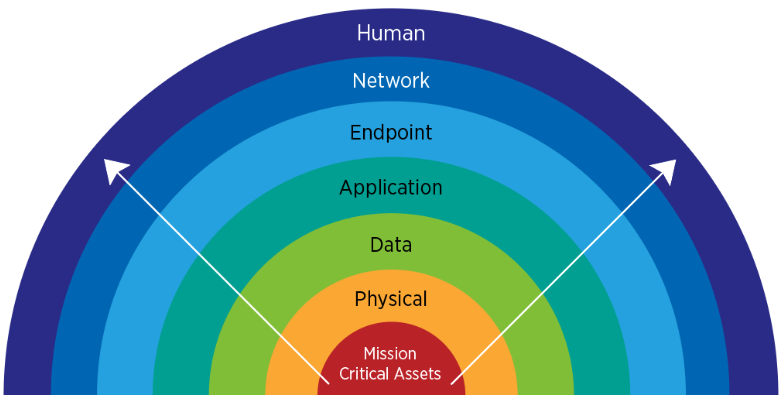 Human
Network
Endpoint
Application
Data
Physical
Mission
Critical Assets